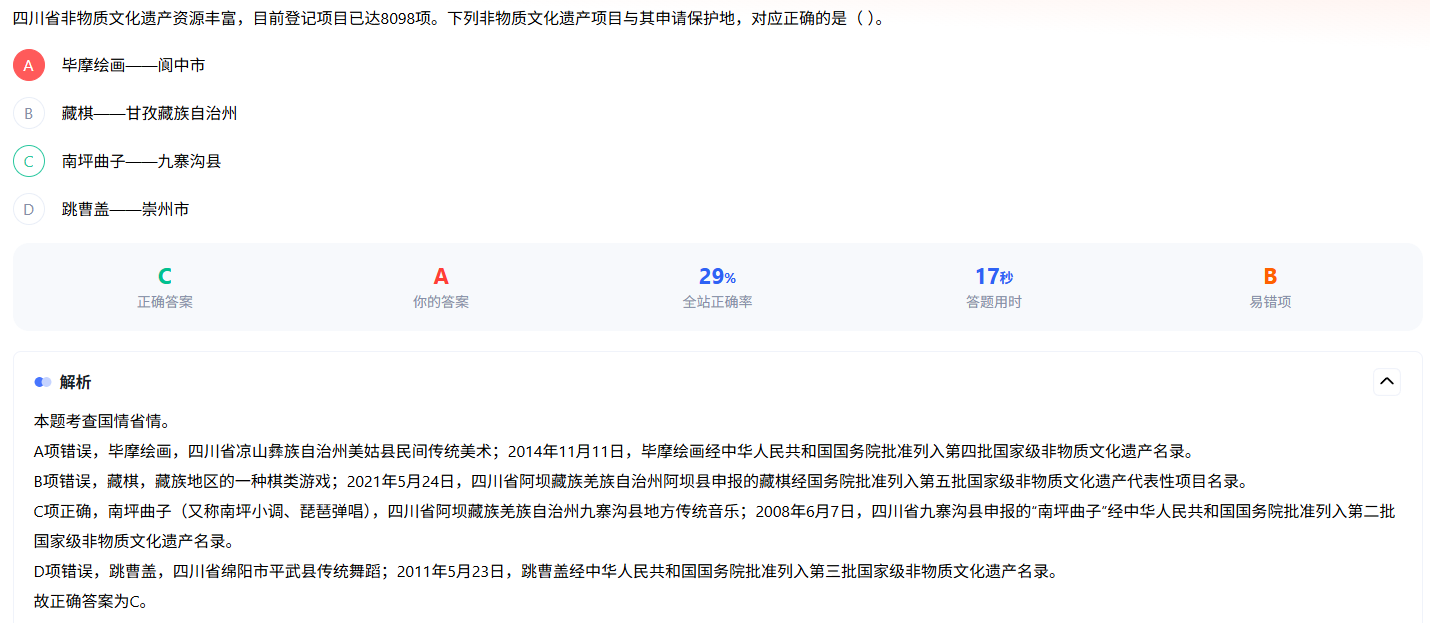 四川省非物质文化遗产资源丰富，目前登记项目已达8098项。下列非物质文化遗产项目与其申请保护地，对应正确的是（ ）。
A 毕摩绘画——阆中市
B 藏棋——甘孜藏族自治州
C 南坪曲子——九寨沟县
D 跳曹盖——崇州市
C A 29% 17秒 B
正确答案 你的答案 全站正确率 答题用时 易错项
解析
本题考查国情省情。
A项错误，毕摩绘画，四川省凉山彝族自治州美姑县民间传统美术；2014年11月11日，毕摩绘画经中华人民共和国国务院批准列入第四批国家级非物质文化遗产名录。
B项错误，藏棋，藏族地区的一种棋类游戏；2021年5月24日，四川省阿坝藏族羌族自治州阿坝县申报的藏棋经国务院批准列入第五批国家级非物质文化遗产代表性项目名录。
C项正确，南坪曲子（又称南坪小调、琵琶弹唱），四川省阿坝藏族羌族自治州九寨沟县地方传统音乐；2008年6月7日，四川省九寨沟县申报的“南坪曲子”经中华人民共和国国务院批准列入第二批
国家级非物质文化遗产名录。
D项错误，跳曹盖，四川省绵阳市平武县传统舞蹈；2011年5月23日，跳曹盖经中华人民共和国国务院批准列入第三批国家级非物质文化遗产名录。
故正确答案为C。